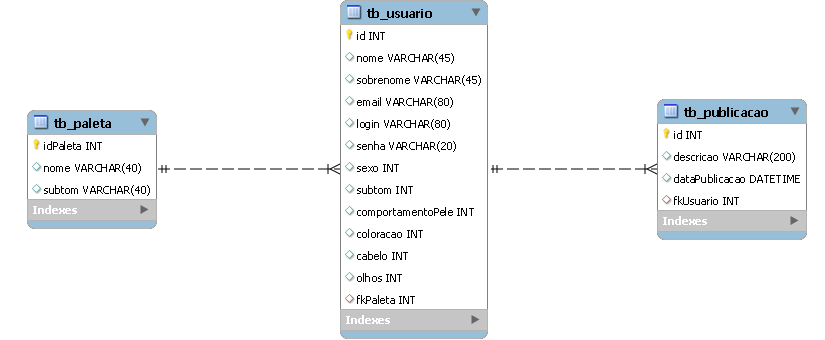 tb_paleta
idPaleta INT
nome VARCHAR(40)
subtom VARCHAR(40)
Indexes
tb_usuario
id INT
nome VARCHAR(45)
sobrenome VARCHAR(45)
email VARCHAR(80)
login VARCHAR(80)
senha VARCHAR(20)
sexo INT
subtom INT
comportamentoPele INT
coloracao INT
cabelo INT
olhos INT
fkPaleta INT
Indexes
tb_publicacao
id INT
descricao VARCHAR(200)
dataPublicacao DATETIME
fkUsuario INT
Indexes